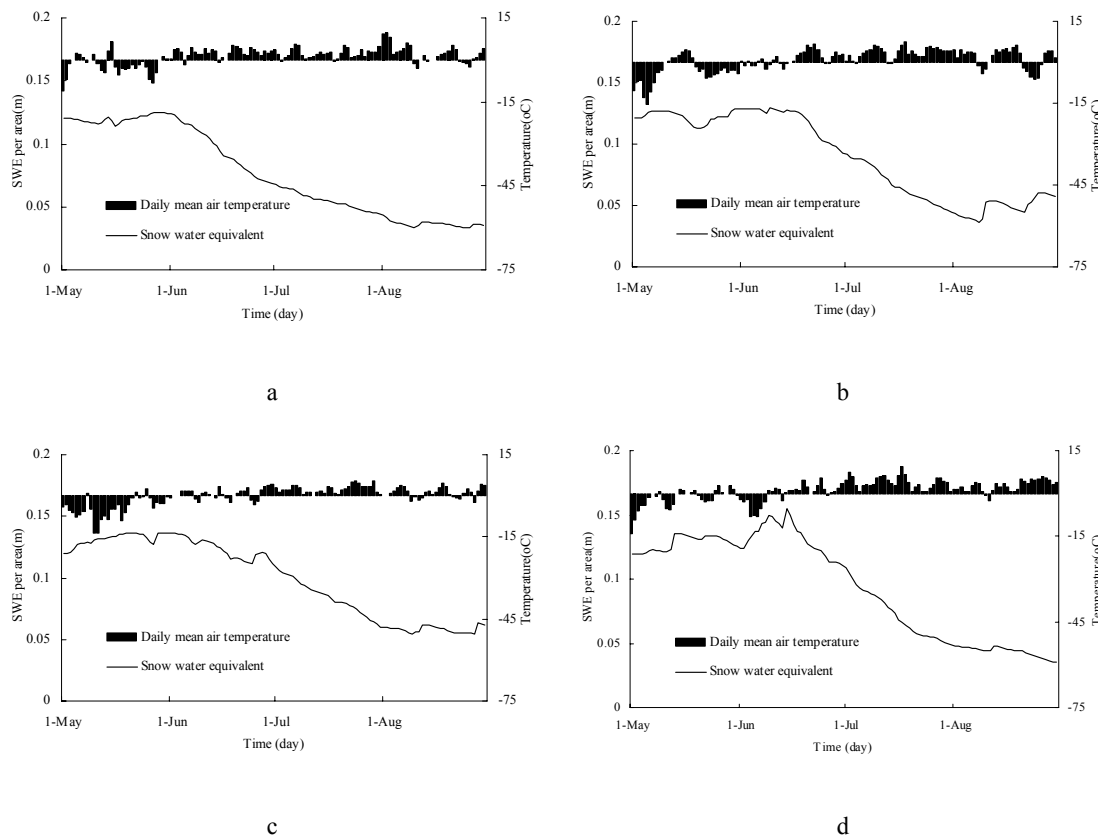 0.2
0.15
0.1
0.05
0
SWE per area(m)
15
-15
-45
-75
Temperature(oC)
Daily mean air temperature
Snow water equivalent
1-May 1-Jun 1-Jul 1-Aug
Time (day)
a
0.2
0.15
0.1
0.05
0
SWE per area(m)
15
-15
-45
-75
Temperature(oC)
Daily mean air temperature
Snow water equivalent
1-May 1-Jun 1-Jul 1-Aug
Time (day)
b
0.2
0.15
0.1
0.05
0
SWE per area(m)
15
-15
-45
-75
Temperature(oC)
Daily mean air temperature
Snow water equivalent
1-May 1-Jun 1-Jul 1-Aug
Time (day)
c
0.2
0.15
0.1
0.05
0
SWE per area(m)
15
-15
-45
-75
Temperature(oC)
Daily mean air temperature
Snow water equivalent
1-May 1-Jun 1-Jul 1-Aug
Time (day)
d